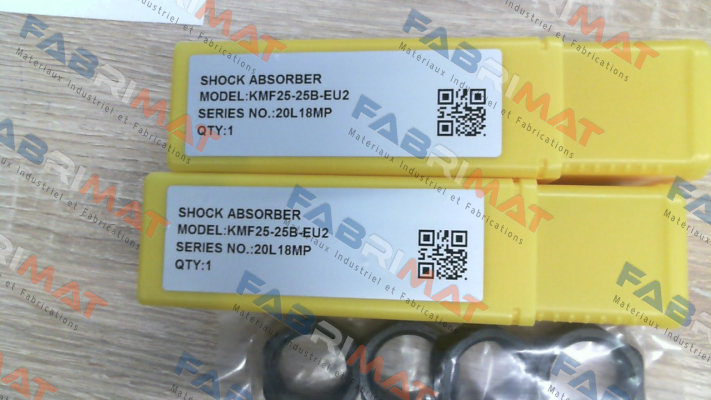 SHOCK ABSORBER
MODEL:KMF25-25B-EU2
SERIES NO.:20L18MP
QTY:1
SHOCK ABSORBER
MODEL:KMF25-25B-EU2
SERIES NO.:20L18MP
QTY:1
FABRIMAT
Materiaux Industriel et Fabrications